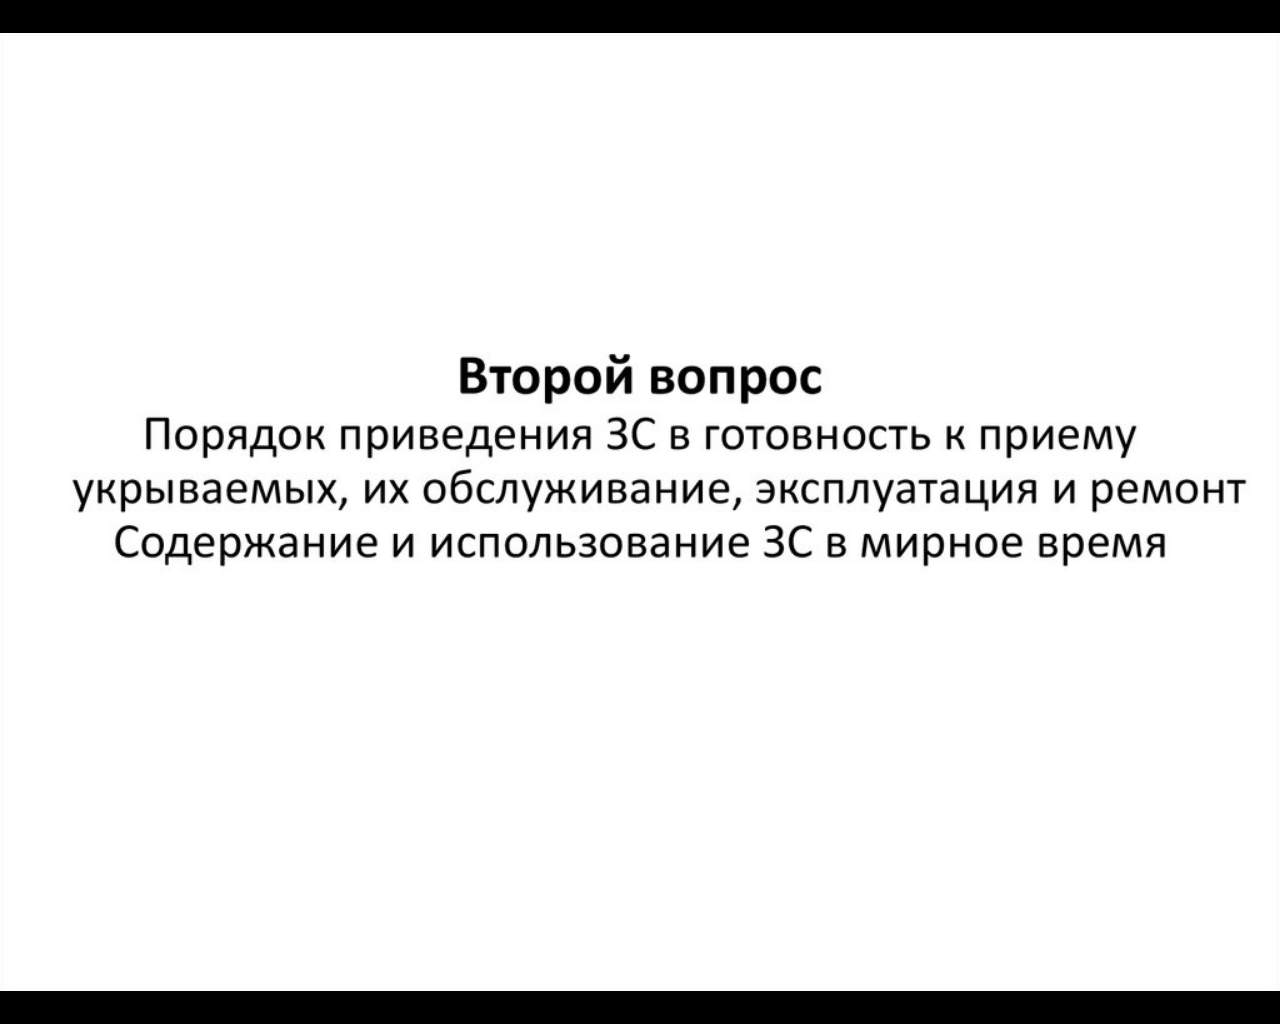 Второй вопрос
Порядок приведения ЗС в готовность к приему
укрываемых, их обслуживание, эксплуатация и ремонт
Содержание и использование ЗС в мирное время